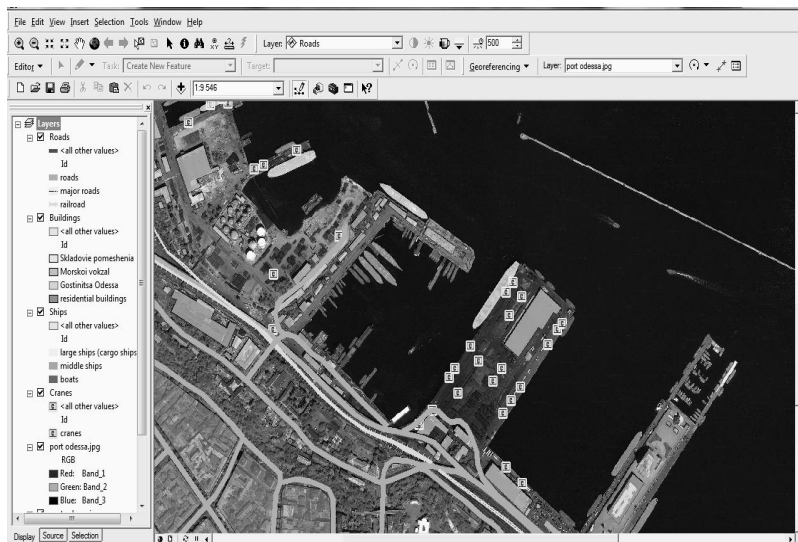 File Edit View Insert Selection Tools Window Help
Layer: Roads 500
Editor Task: Create New Feature Target: Georeferencing Layer: port odessa.jpg
1:9 546
Layers
Roads
<all other values>
Id
roads
major roads
railroad
Buildings
<all other values>
Id
Skladovie pomeshenia
Morskoi vokzal
Gostinitsa Odessa
residential buildings
Ships
<all other values>
Id
large ships (cargo ships
middle ships
boats
Cranes
<all other values>
Id
cranes
port odessa.jpg
RGB
Red: Band_1
Green: Band_2
Blue: Band_3
Display Source Selection